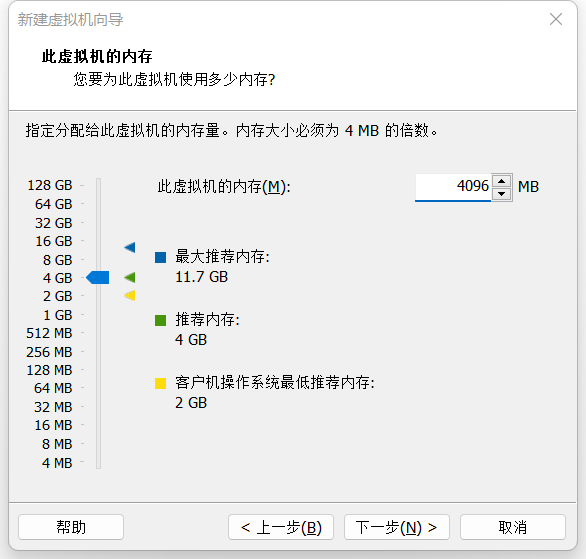 新建虚拟机向导
此虚拟机的内存
您要为此虚拟机使用多少内存?
指定分配给此虚拟机的内存量。内存大小必须为 4 MB 的倍数。
128 GB
64 GB
32 GB
16 GB
8 GB
4 GB
2 GB
1 GB
512 MB
256 MB
128 MB
64 MB
32 MB
16 MB
8 MB
4 MB
此虚拟机的内存(M):
4096 MB
最大推荐内存:
11.7 GB
推荐内存:
4 GB
客户机操作系统最低推荐内存:
2 GB
帮助
< 上一步(B)
下一步(N) >
取消